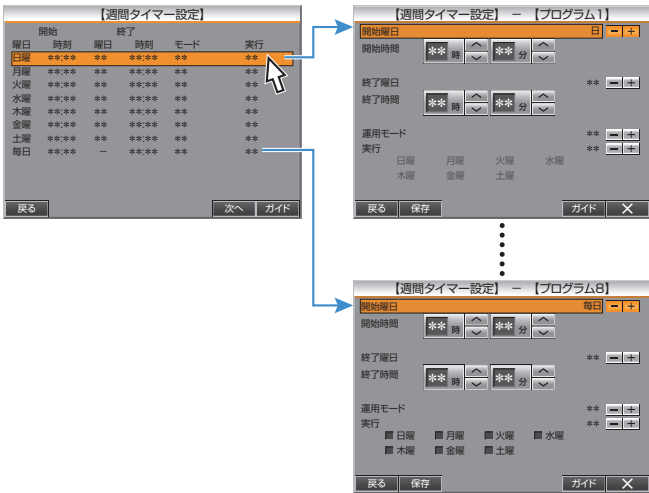 【週間タイマー設定】
開始 終了
曜日 時刻 曜日 時刻 モード 実行
日曜 **:** ** **:** ** **
月曜 **:** ** **:** ** **
火曜 **:** ** **:** ** **
水曜 **:** ** **:** ** **
木曜 **:** ** **:** ** **
金曜 **:** ** **:** ** **
土曜 **:** ** **:** ** **
毎日 **:** − **:** ** **
戻る 次へ ガイド
【週間タイマー設定】 − 【プログラム1】
開始曜日 日 − +
開始時間 ** 時 ** 分
終了曜日 ** − +
終了時間 ** 時 ** 分
運用モード ** − +
実行 ** − +
日曜 月曜 火曜 水曜
木曜 金曜 土曜
戻る 保存 ガイド ×
【週間タイマー設定】 − 【プログラム8】
開始曜日 毎日 − +
開始時間 ** 時 ** 分
終了曜日 ** − +
終了時間 ** 時 ** 分
運用モード ** − +
実行 ** − +
日曜 月曜 火曜 水曜
木曜 金曜 土曜
戻る 保存 ガイド ×